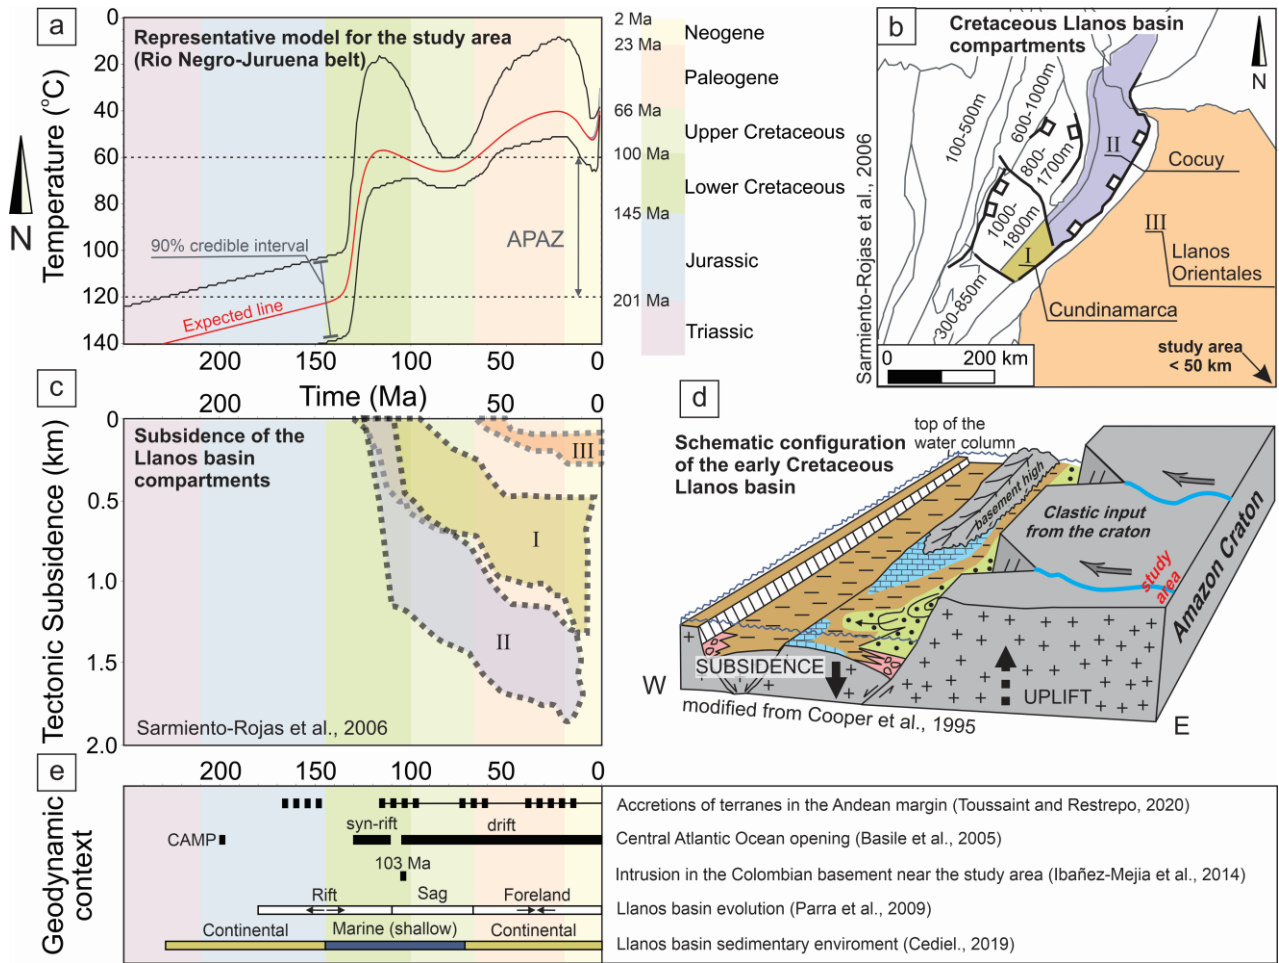 a
Representative model for the study area
(Rio Negro-Juruena belt)
Temperature (°C)
N
0
20
40
60
80
100
120
140
90% credible interval
Expected line
APAZ
200
150
100
50
0
Time (Ma)
2 Ma
Neogene
23 Ma
Paleogene
66 Ma
Upper Cretaceous
100 Ma
Lower Cretaceous
145 Ma
Jurassic
201 Ma
Triassic
b
Cretaceous Llanos basin
compartments
N
Sarmiento-Rojas et al., 2006
100-500m
600-1000m
800-
1700m
1000-
1800m
300-850m
I
II
III
Cocuy
Llanos
Orientales
Cundinamarca
0
200 km
study area
< 50 km
c
200
150
100
50
0
Subsidence of the
Llanos basin
compartments
Tectonic Subsidence (km)
0
0.5
1.0
1.5
2.0
III
I
II
Sarmiento-Rojas et al., 2006
d
Schematic configuration
of the early Cretaceous
Llanos basin
top of the
water column
basement high
Clastic input
from the craton
study
area
Amazon Craton
SUBSIDENCE
UPLIFT
W
E
modified from Cooper et al., 1995
e
200
150
100
50
0
Geodynamic
context
Accretions of terranes in the Andean margin (Toussaint and Restrepo, 2020)
CAMP
syn-rift
drift
Central Atlantic Ocean opening (Basile et al., 2005)
103 Ma
Intrusion in the Colombian basement near the study area (Ibañez-Mejia et al., 2014)
Rift
Sag
Foreland
Llanos basin evolution (Parra et al., 2009)
Continental
Marine (shallow)
Continental
Llanos basin sedimentary enviroment (Cediel., 2019)